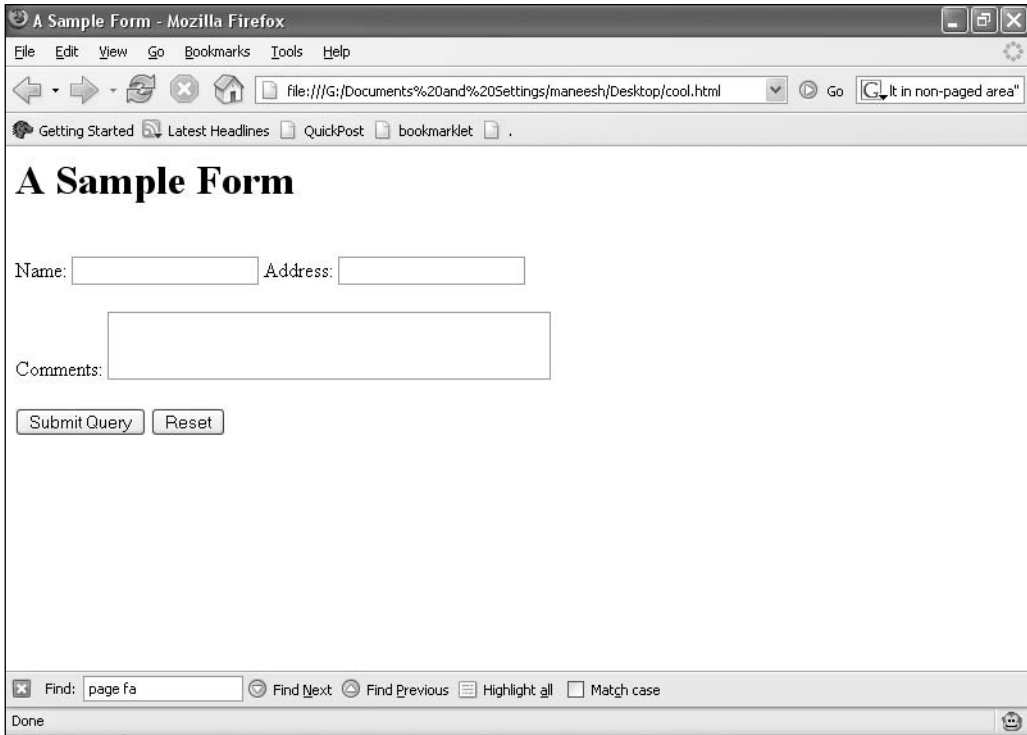 A Sample Form - Mozilla Firefox
File Edit View Go Bookmarks Tools Help
file:///G:/Documents%20and%20Settings/maneesh/Desktop/cool.html Go G lt in non-paged area"
Getting Started Latest Headlines QuickPost bookmarklet .
A Sample Form
Name: Address:
Comments:
Submit Query Reset
Find: page fa Find Next Find Previous Highlight all Match case
Done